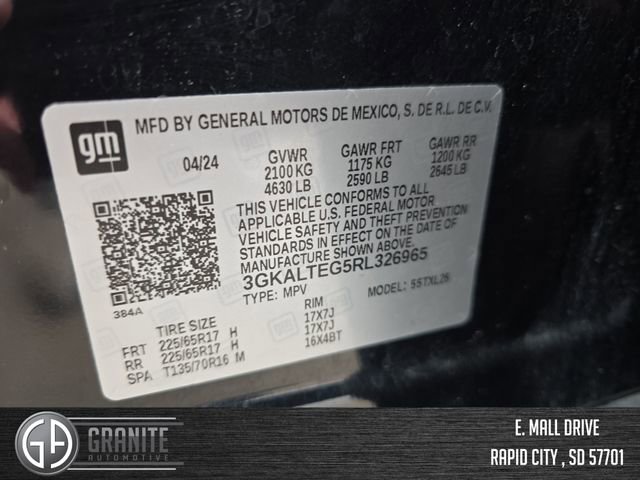 gm
MFD BY GENERAL MOTORS DE MEXICO, S. DE R.L. DE C.V.
04/24
GVWR
2100 KG
4630 LB
GAWR FRT
1175 KG
2590 LB
GAWR RR
1200 KG
2645 LB
THIS VEHICLE CONFORMS TO ALL
APPLICABLE U.S. FEDERAL MOTOR
VEHICLE SAFETY AND THEFT PREVENTION
STANDARDS IN EFFECT ON THE DATE OF
MANUFACTURE SHOWN ABOVE.
3GKALTEG5RL326965
TYPE: MPV MODEL: 55TXL26
384A
TIRE SIZE RIM
FRT 225/65R17 H 17X7J
RR 225/65R17 H 17X7J
SPA T135/70R16 M 16X4BT
GA GRANITE
AUTOMOTIVE
E. MALL DRIVE
RAPID CITY , SD 57701